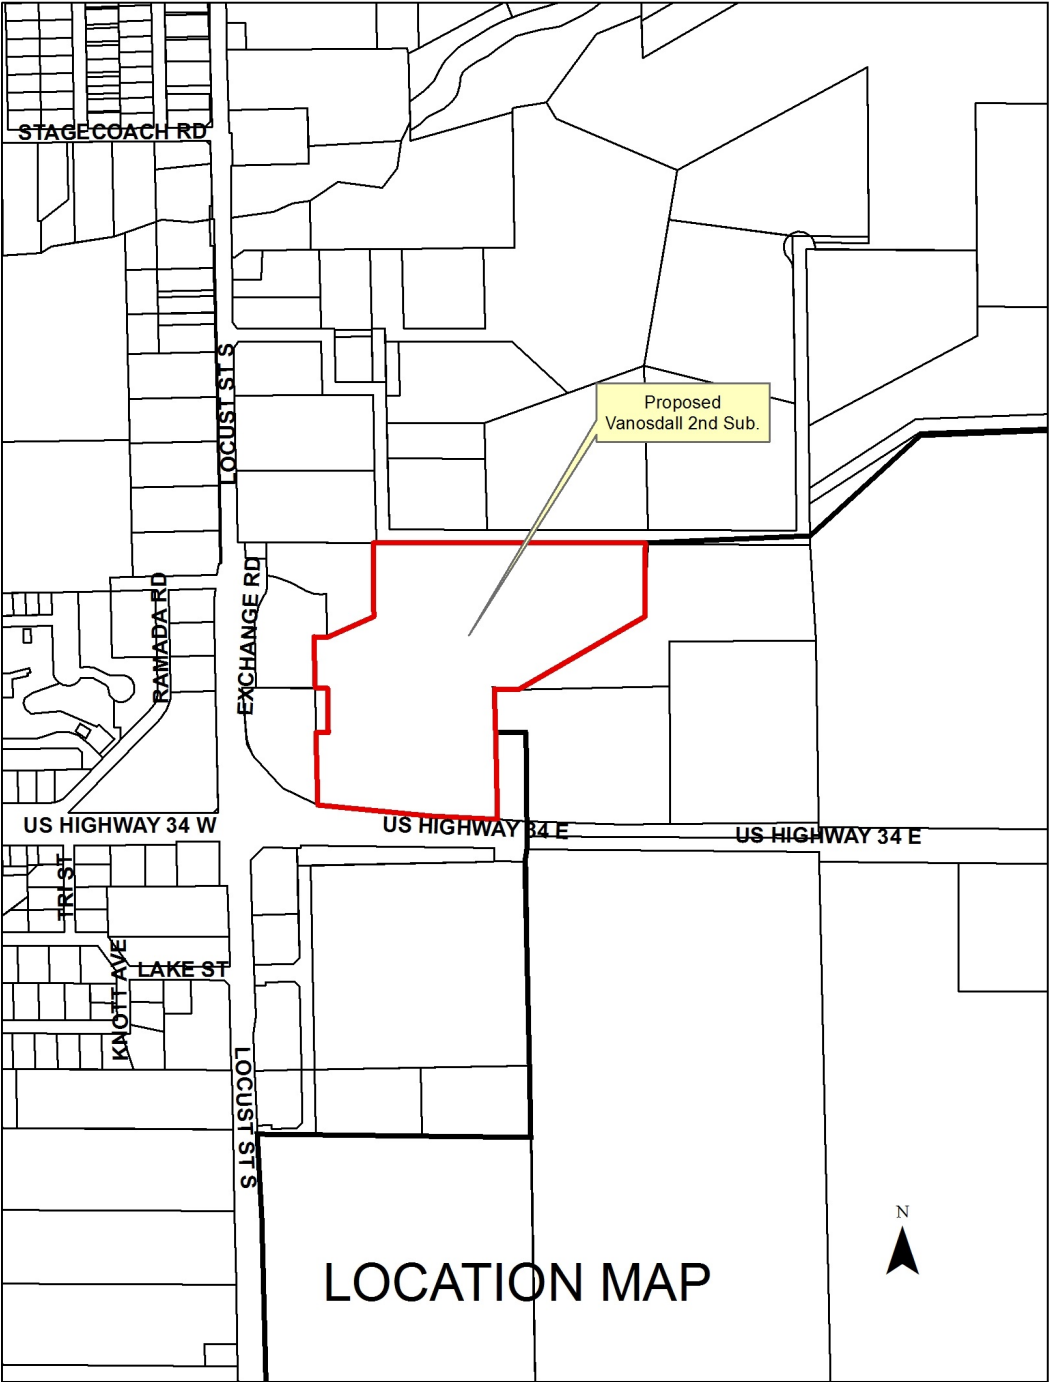 STAGECOACH RD
LOCUST ST S
Proposed
Vanosdall 2nd Sub.
RAMADA RD
EXCHANGE RD
US HIGHWAY 34 W
US HIGHWAY 34 E
US HIGHWAY 34 E
TRI ST
KNOTT AVE
LAKE ST
LOCUST ST S
N
LOCATION MAP